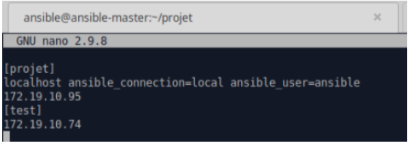 ansible@ansible-master:~/projet ×
GNU nano 2.9.8
[projet]
localhost ansible_connection=local ansible_user=ansible
172.19.10.95
[test]
172.19.10.74